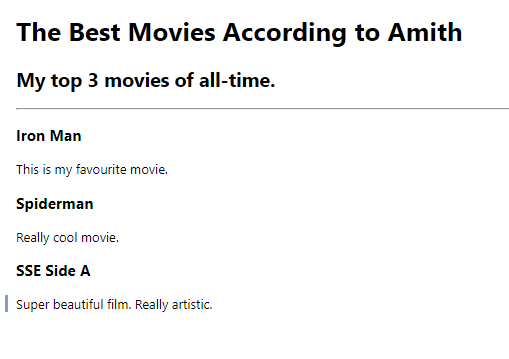 The Best Movies According to Amith
My top 3 movies of all-time.
Iron Man
This is my favourite movie.
Spiderman
Really cool movie.
SSE Side A
Super beautiful film. Really artistic.